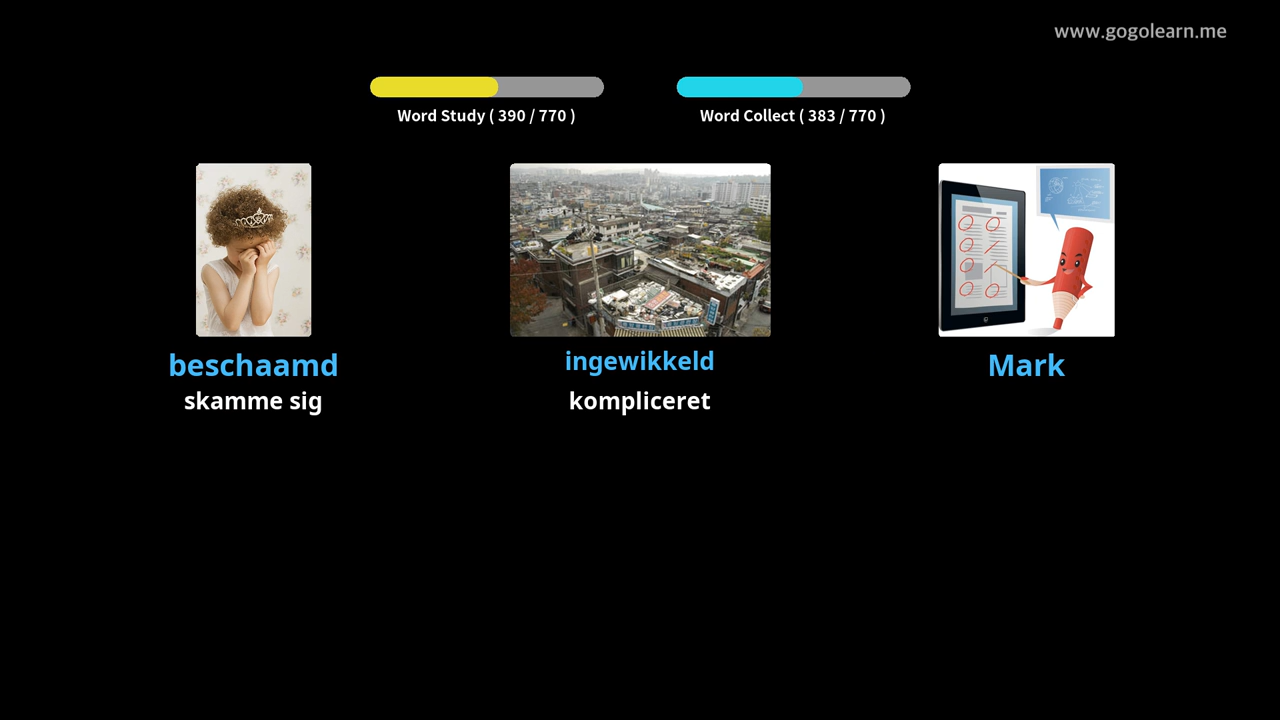 www.gogolearn.me
Word Study ( 390 / 770 )
Word Collect ( 383 / 770 )
beschaamd
skamme sig
ingewikkeld
kompliceret
Mark